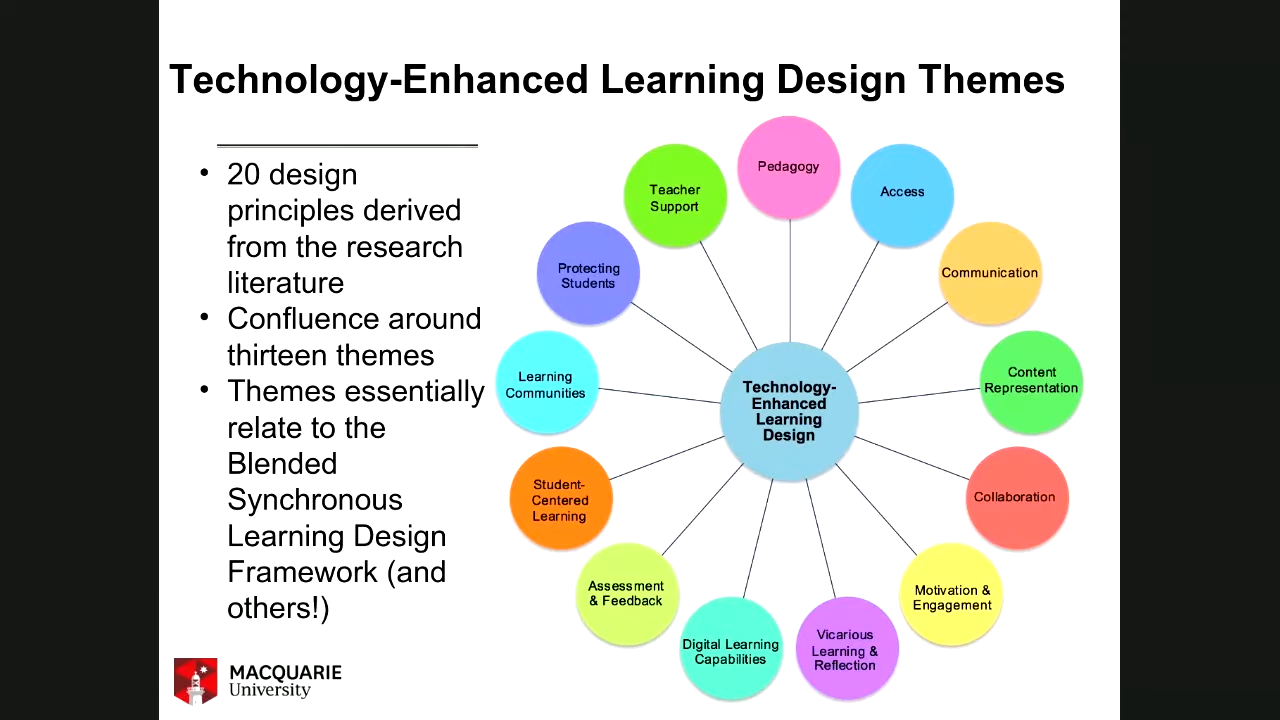 Technology-Enhanced Learning Design Themes
• 20 design
principles derived
from the research
literature
• Confluence around
thirteen themes
• Themes essentially
relate to the
Blended
Synchronous
Learning Design
Framework (and
others!)
Pedagogy
Access
Communication
Content
Representation
Collaboration
Motivation &
Engagement
Vicarious
Learning &
Reflection
Digital Learning
Capabilities
Assessment
& Feedback
Student-
Centered
Learning
Learning
Communities
Protecting
Students
Teacher
Support
Technology-
Enhanced
Learning
Design
MACQUARIE
University